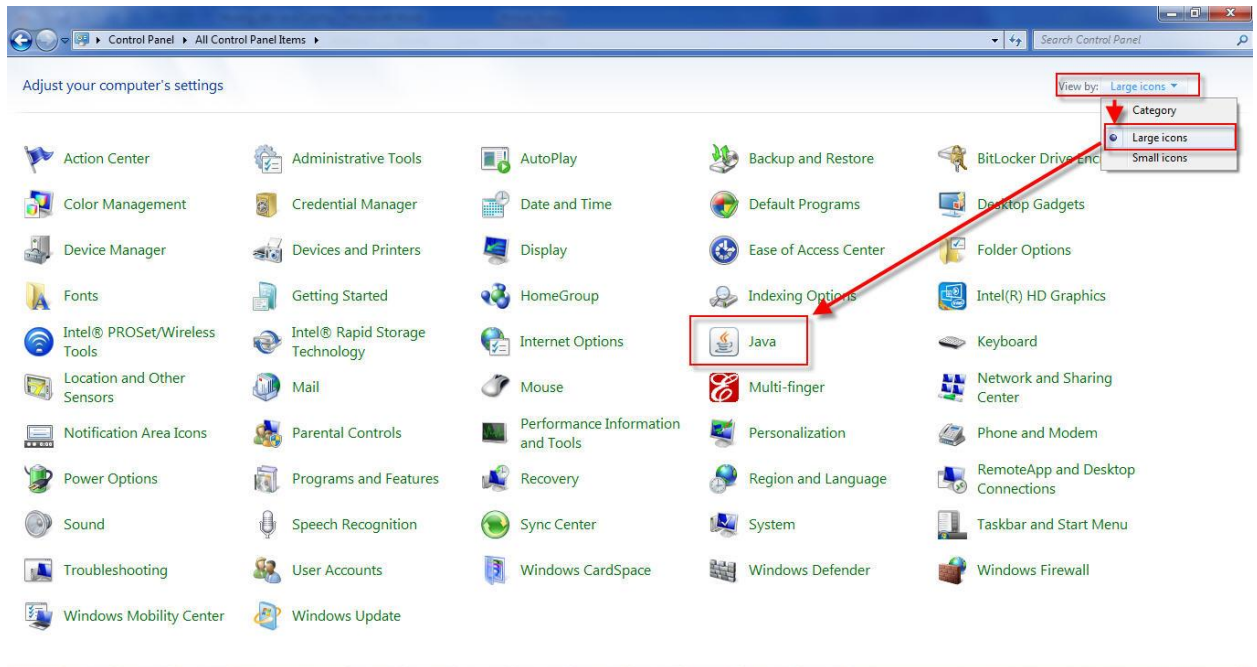 Control Panel ▸ All Control Panel Items ▸
Search Control Panel
Adjust your computer's settings
View by: Large icons
Category
Large icons
Small icons
Action Center
Administrative Tools
AutoPlay
Backup and Restore
BitLocker Drive Enc
Color Management
Credential Manager
Date and Time
Default Programs
Desktop Gadgets
Device Manager
Devices and Printers
Display
Ease of Access Center
Folder Options
Fonts
Getting Started
HomeGroup
Indexing Options
Intel(R) HD Graphics
Intel® PROSet/Wireless
Tools
Intel® Rapid Storage
Technology
Internet Options
Java
Keyboard
Location and Other
Sensors
Mail
Mouse
Multi-finger
Network and Sharing
Center
Notification Area Icons
Parental Controls
Performance Information
and Tools
Personalization
Phone and Modem
Power Options
Programs and Features
Recovery
Region and Language
RemoteApp and Desktop
Connections
Sound
Speech Recognition
Sync Center
System
Taskbar and Start Menu
Troubleshooting
User Accounts
Windows CardSpace
Windows Defender
Windows Firewall
Windows Mobility Center
Windows Update